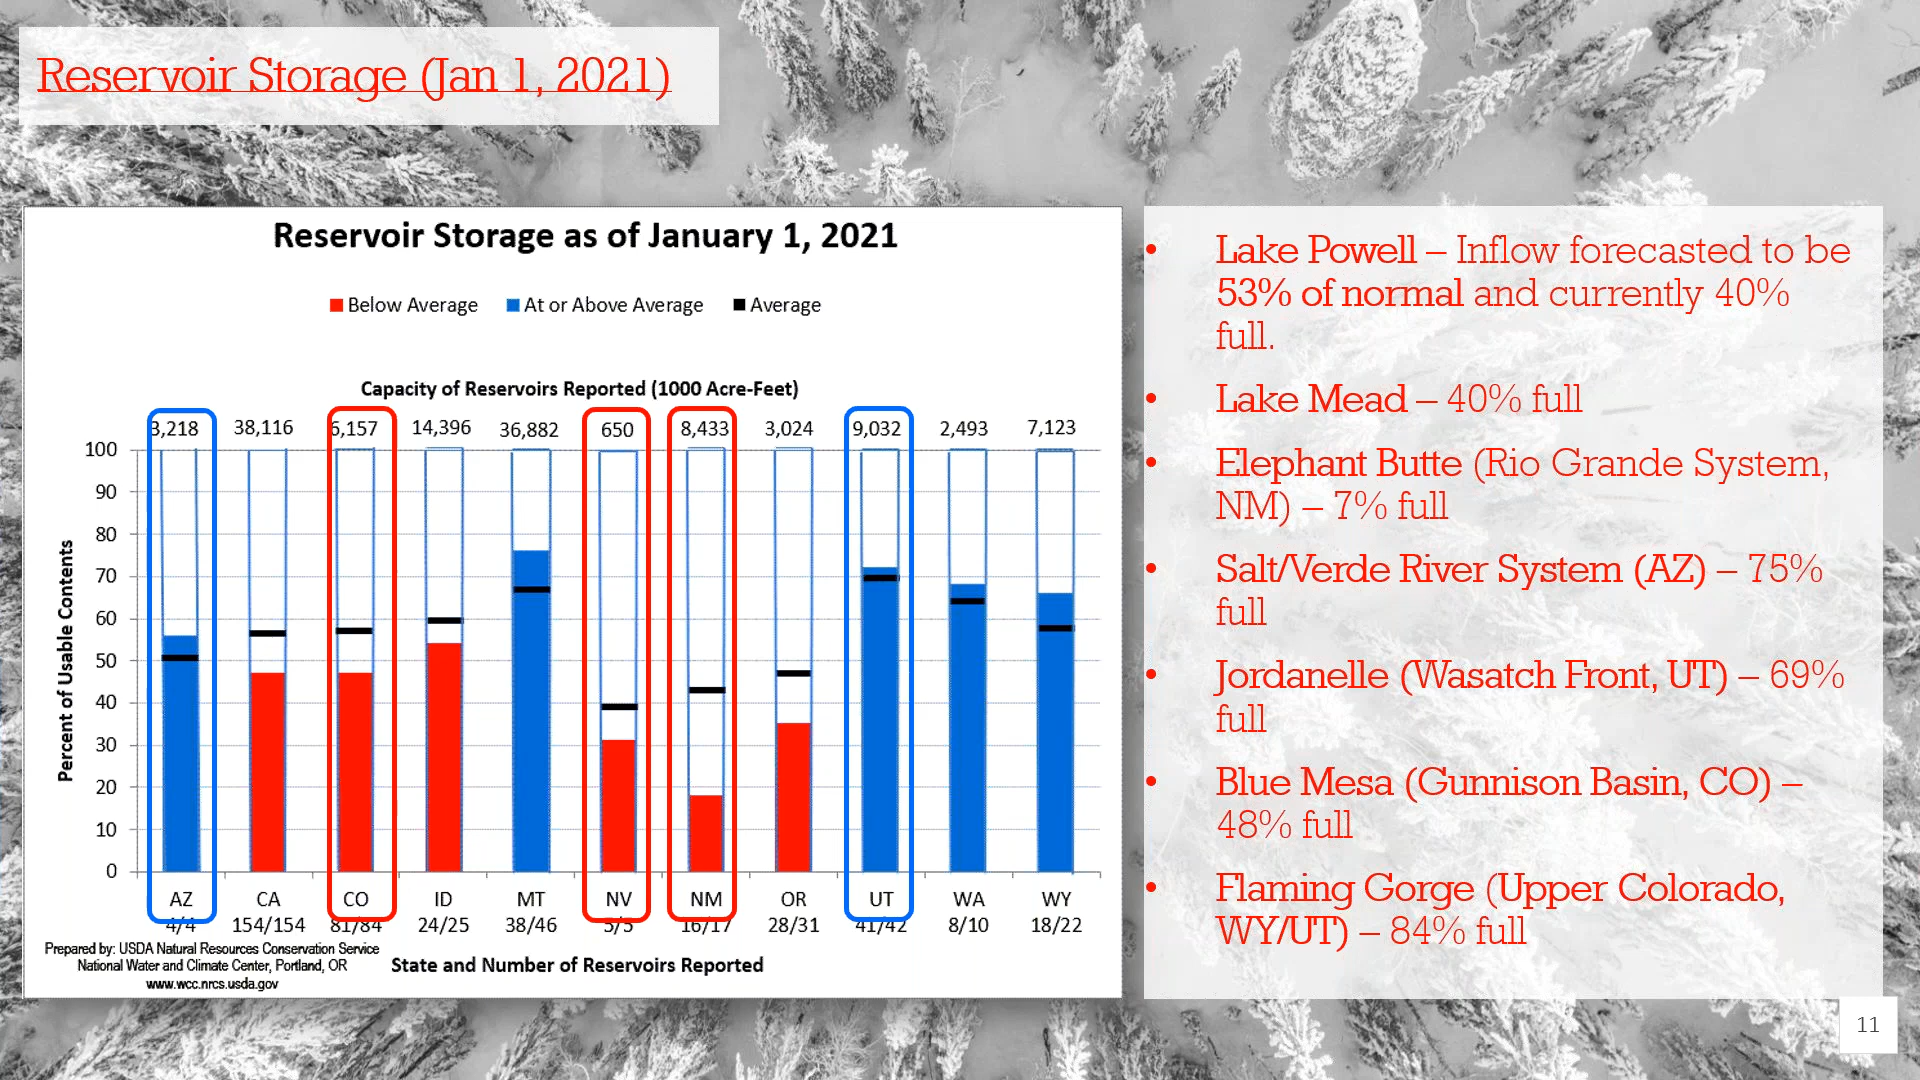 Reservoir Storage (Jan 1, 2021)
Reservoir Storage as of January 1, 2021
Below Average At or Above Average Average
Capacity of Reservoirs Reported (1000 Acre-Feet)
3,218 38,116 6,157 14,396 36,882 650 8,433 3,024 9,032 2,493 7,123
100
90
80
70
60
50
40
30
20
10
0
Percent of Usable Contents
AZ CA CO ID MT NV NM OR UT WA WY
4/4 154/154 81/84 24/25 38/46 5/5 16/17 28/31 41/42 8/10 18/22
State and Number of Reservoirs Reported
Prepared by: USDA Natural Resources Conservation Service
National Water and Climate Center, Portland, OR
www.wcc.nrcs.usda.gov
• Lake Powell – Inflow forecasted to be
53% of normal and currently 40%
full.
• Lake Mead – 40% full
• Elephant Butte (Rio Grande System,
NM) – 7% full
• Salt/Verde River System (AZ) – 75%
full
• Jordanelle (Wasatch Front, UT) – 69%
full
• Blue Mesa (Gunnison Basin, CO) –
48% full
• Flaming Gorge (Upper Colorado,
WY/UT) – 84% full
11